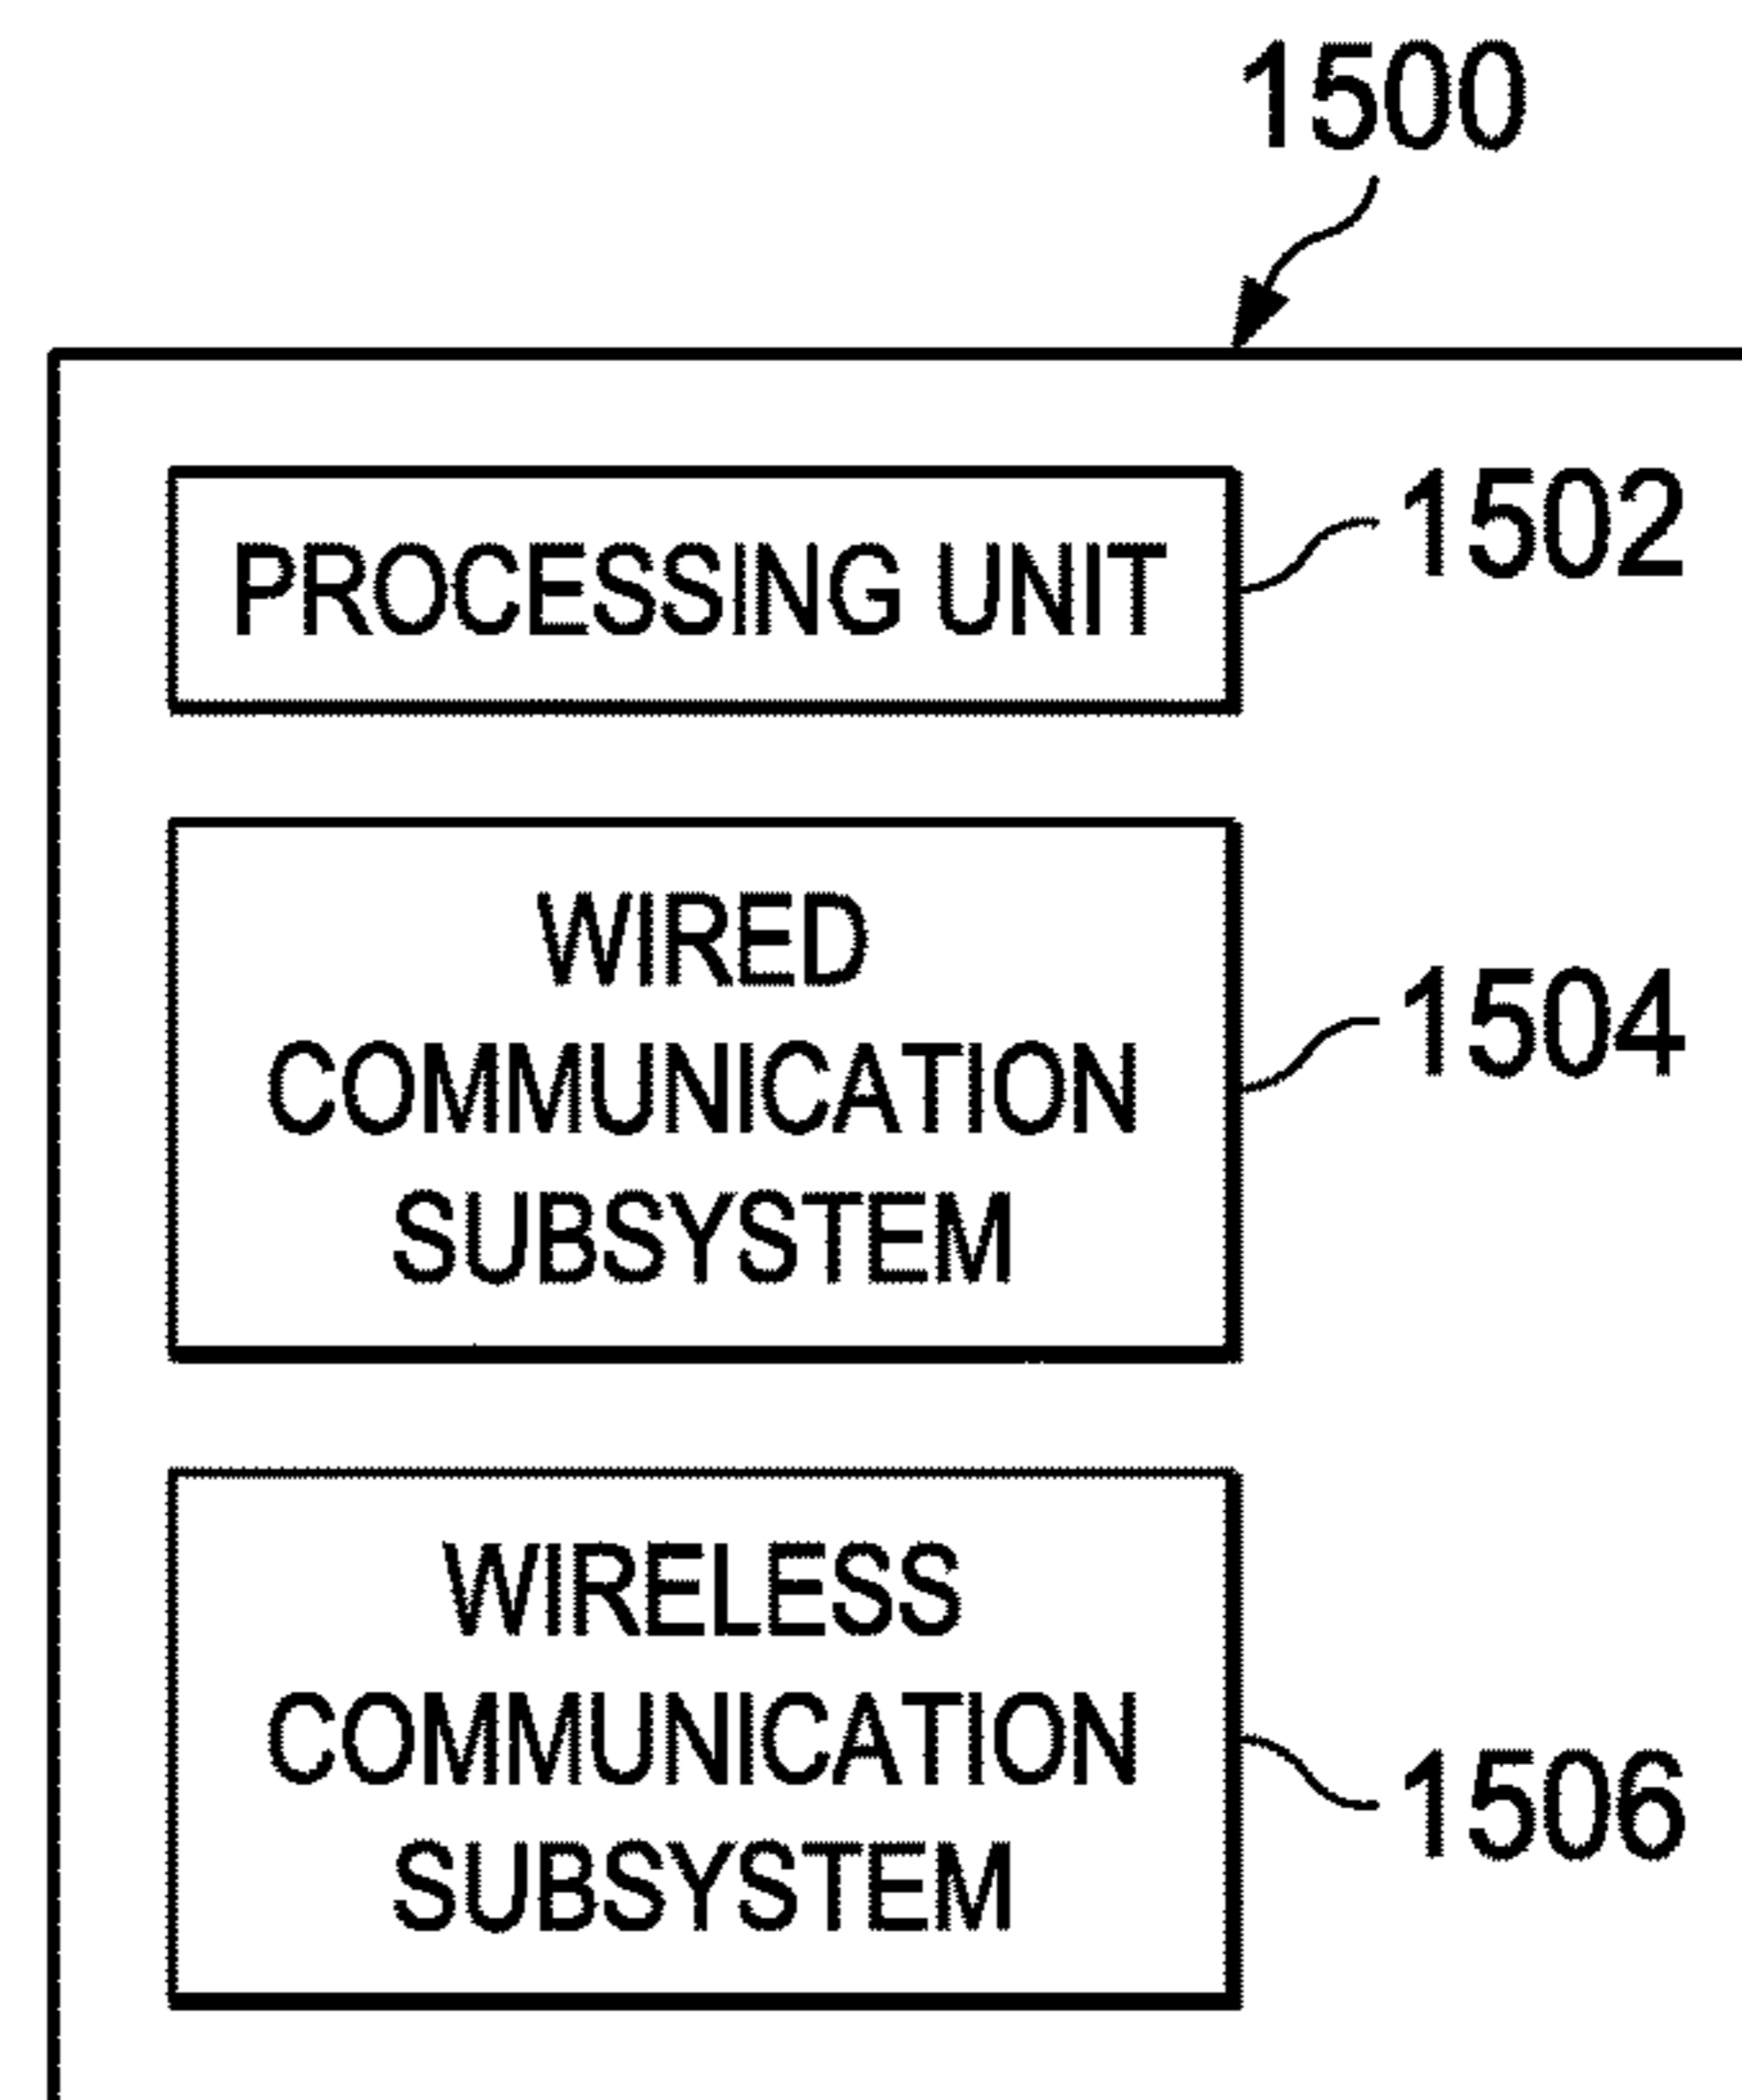 1500
PROCESSING UNIT
1502
WIRED
COMMUNICATION
SUBSYSTEM
1504
WIRELESS
COMMUNICATION
SUBSYSTEM
1506